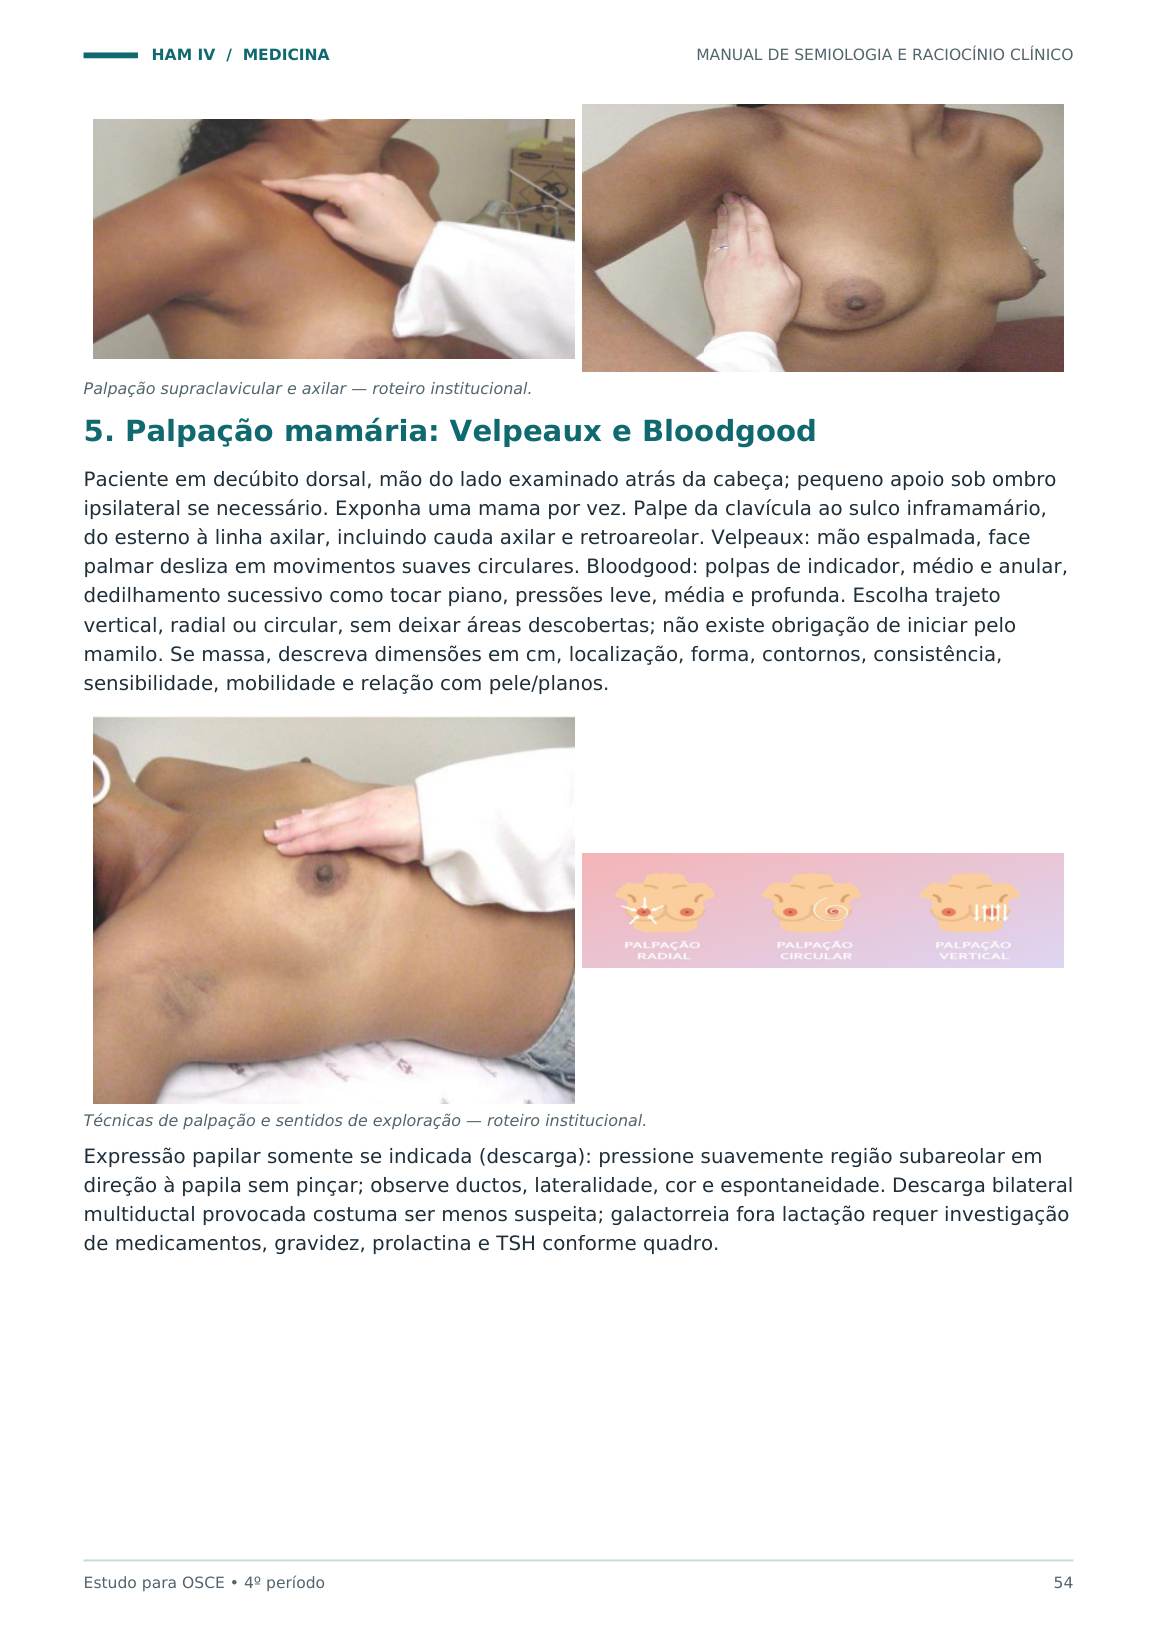 HAM IV / MEDICINA
MANUAL DE SEMIOLOGIA E RACIOCÍNIO CLÍNICO
Palpação supraclavicular e axilar — roteiro institucional.
5. Palpação mamária: Velpeaux e Bloodgood
Paciente em decúbito dorsal, mão do lado examinado atrás da cabeça; pequeno apoio sob ombro
ipsilateral se necessário. Exponha uma mama por vez. Palpe da clavícula ao sulco inframamário,
do esterno à linha axilar, incluindo cauda axilar e retroareolar. Velpeaux: mão espalmada, face
palmar desliza em movimentos suaves circulares. Bloodgood: polpas de indicador, médio e anular,
dedilhamento sucessivo como tocar piano, pressões leve, média e profunda. Escolha trajeto
vertical, radial ou circular, sem deixar áreas descobertas; não existe obrigação de iniciar pelo
mamilo. Se massa, descreva dimensões em cm, localização, forma, contornos, consistência,
sensibilidade, mobilidade e relação com pele/planos.
PALPAÇÃO
RADIAL
PALPAÇÃO
CIRCULAR
PALPAÇÃO
VERTICAL
Técnicas de palpação e sentidos de exploração — roteiro institucional.
Expressão papilar somente se indicada (descarga): pressione suavemente região subareolar em
direção à papila sem pinçar; observe ductos, lateralidade, cor e espontaneidade. Descarga bilateral
multiductal provocada costuma ser menos suspeita; galactorreia fora lactação requer investigação
de medicamentos, gravidez, prolactina e TSH conforme quadro.
Estudo para OSCE • 4º período
54